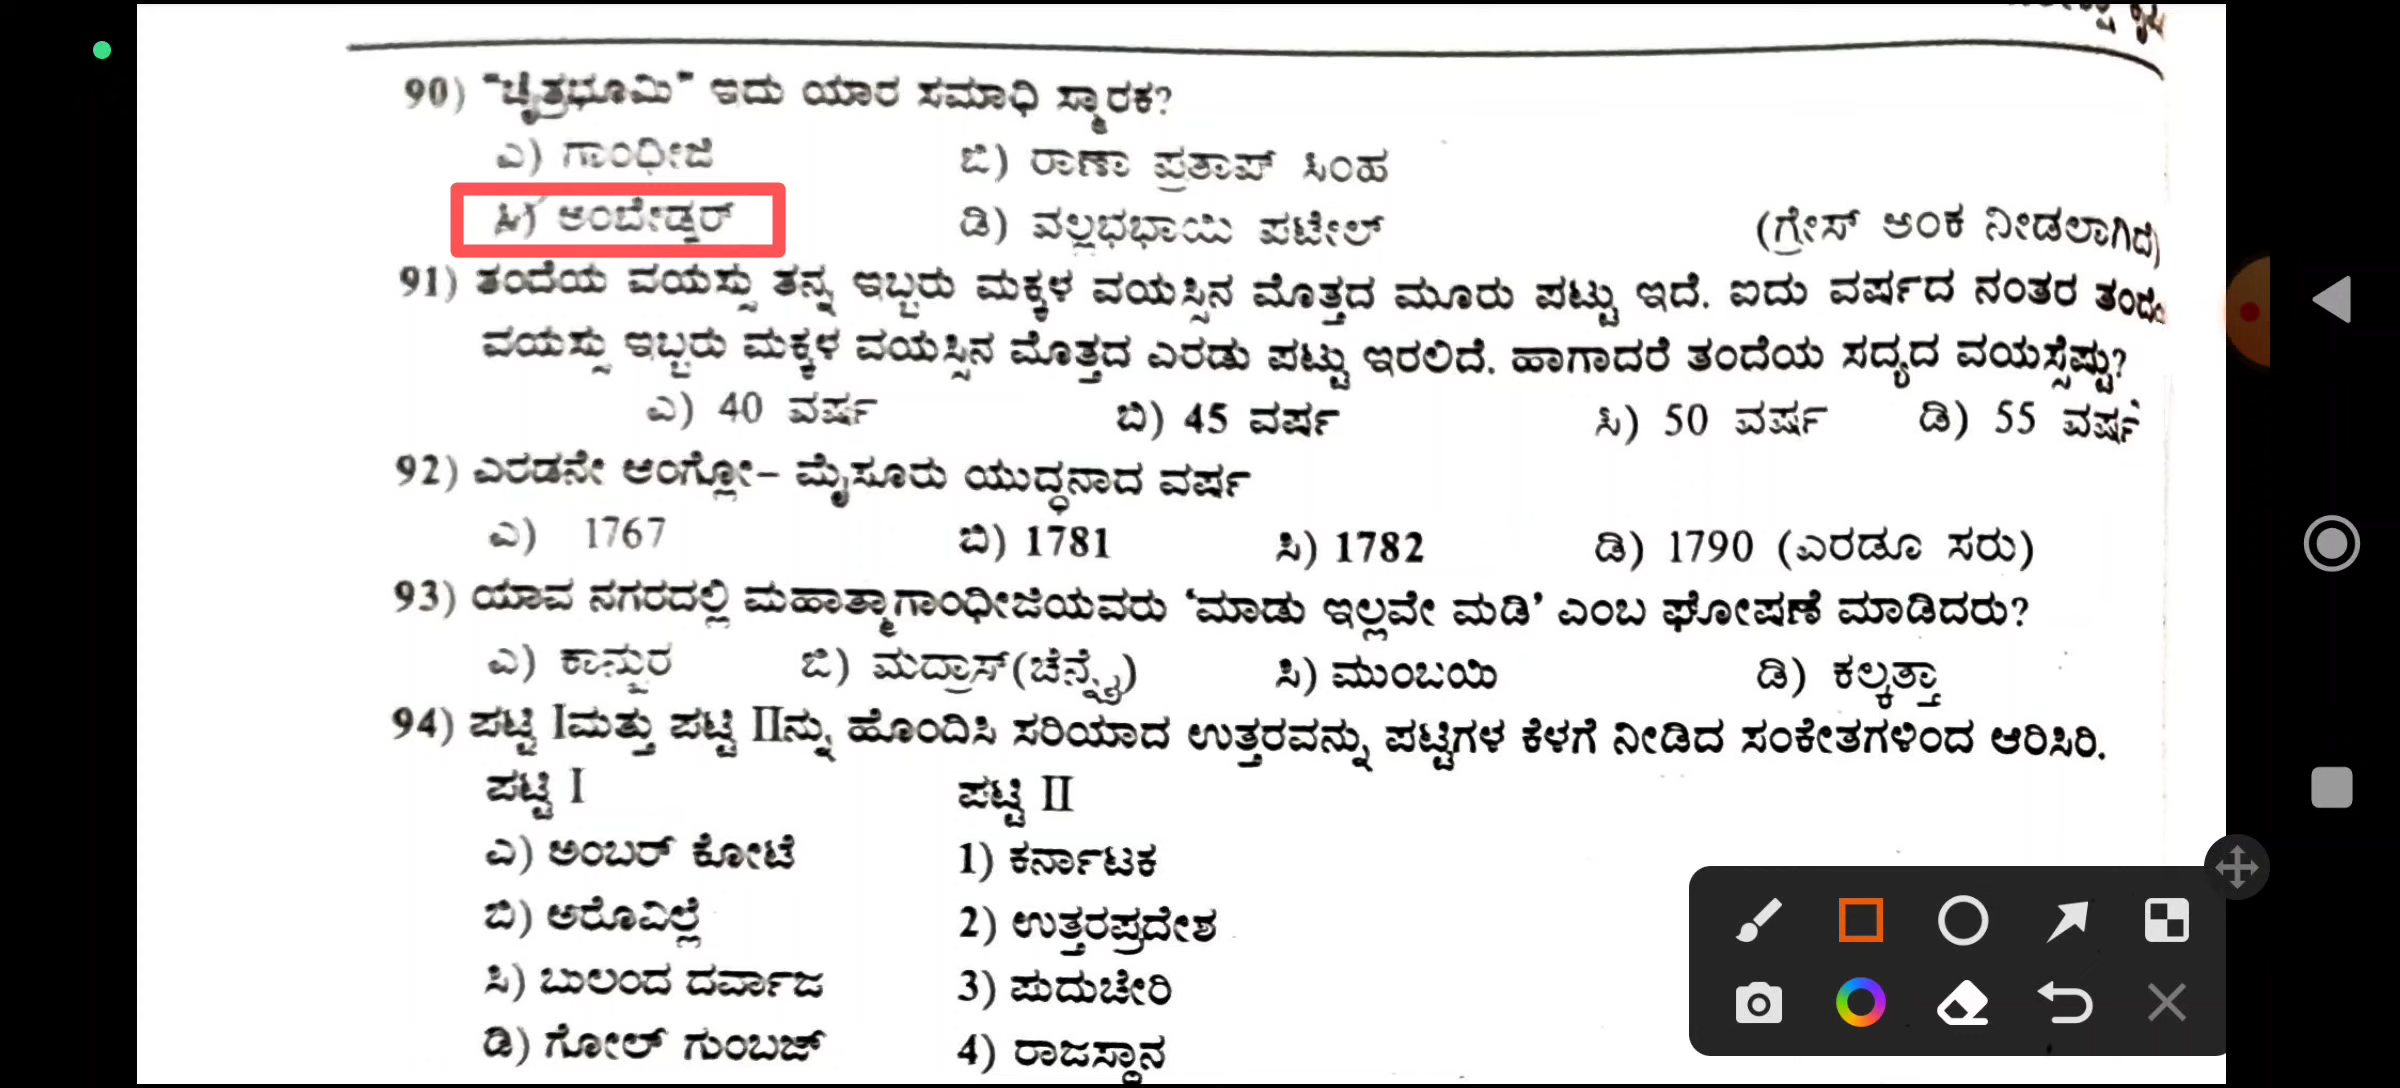 90) "ಚೈತ್ರಭೂಮಿ" ಇದು ಯಾರ ಸಮಾಧಿ ಸ್ಮಾರಕ?
ಎ) ಗಾಂಧೀಜಿ ಬಿ) ರಾಣಾ ಪ್ರತಾಪ್ ಸಿಂಹ
ಸಿ) ಅಂಬೇಡ್ಕರ್ ಡಿ) ವಲ್ಲಭಭಾಯಿ ಪಟೇಲ್ (ಗ್ರೇಸ್ ಅಂಕ ನೀಡಲಾಗಿದೆ)
91) ತಂದೆಯ ವಯಸ್ಸು ತನ್ನ ಇಬ್ಬರು ಮಕ್ಕಳ ವಯಸ್ಸಿನ ಮೊತ್ತದ ಮೂರು ಪಟ್ಟು ಇದೆ. ಐದು ವರ್ಷದ ನಂತರ ತಂದೆಯ
ವಯಸ್ಸು ಇಬ್ಬರು ಮಕ್ಕಳ ವಯಸ್ಸಿನ ಮೊತ್ತದ ಎರಡು ಪಟ್ಟು ಇರಲಿದೆ. ಹಾಗಾದರೆ ತಂದೆಯ ಸದ್ಯದ ವಯಸ್ಸೆಷ್ಟು?
ಎ) 40 ವರ್ಷ ಬಿ) 45 ವರ್ಷ ಸಿ) 50 ವರ್ಷ ಡಿ) 55 ವರ್ಷ
92) ಎರಡನೇ ಆಂಗ್ಲೋ– ಮೈಸೂರು ಯುದ್ಧನಾದ ವರ್ಷ
ಎ) 1767 ಬಿ) 1781 ಸಿ) 1782 ಡಿ) 1790 (ಎರಡೂ ಸರು)
93) ಯಾವ ನಗರದಲ್ಲಿ ಮಹಾತ್ಮಾಗಾಂಧೀಜಿಯವರು 'ಮಾಡು ಇಲ್ಲವೇ ಮಡಿ' ಎಂಬ ಘೋಷಣೆ ಮಾಡಿದರು?
ಎ) ಕಾನ್ಪುರ ಬಿ) ಮದ್ರಾಸ್(ಚೆನ್ನೈ) ಸಿ) ಮುಂಬಯಿ ಡಿ) ಕಲ್ಕತ್ತಾ
94) ಪಟ್ಟಿ Iಮತ್ತು ಪಟ್ಟಿ IIನ್ನು ಹೊಂದಿಸಿ ಸರಿಯಾದ ಉತ್ತರವನ್ನು ಪಟ್ಟಿಗಳ ಕೆಳಗೆ ನೀಡಿದ ಸಂಕೇತಗಳಿಂದ ಆರಿಸಿರಿ.
ಪಟ್ಟಿ I ಪಟ್ಟಿ II
ಎ) ಅಂಬರ್ ಕೋಟೆ 1) ಕರ್ನಾಟಕ
ಬಿ) ಅರೊವಿಲ್ಲೆ 2) ಉತ್ತರಪ್ರದೇಶ
ಸಿ) ಬುಲಂದ ದರ್ವಾಜ 3) ಪುದುಚೇರಿ
ಡಿ) ಗೋಲ್ ಗುಂಬಜ್ 4) ರಾಜಸ್ಥಾನ